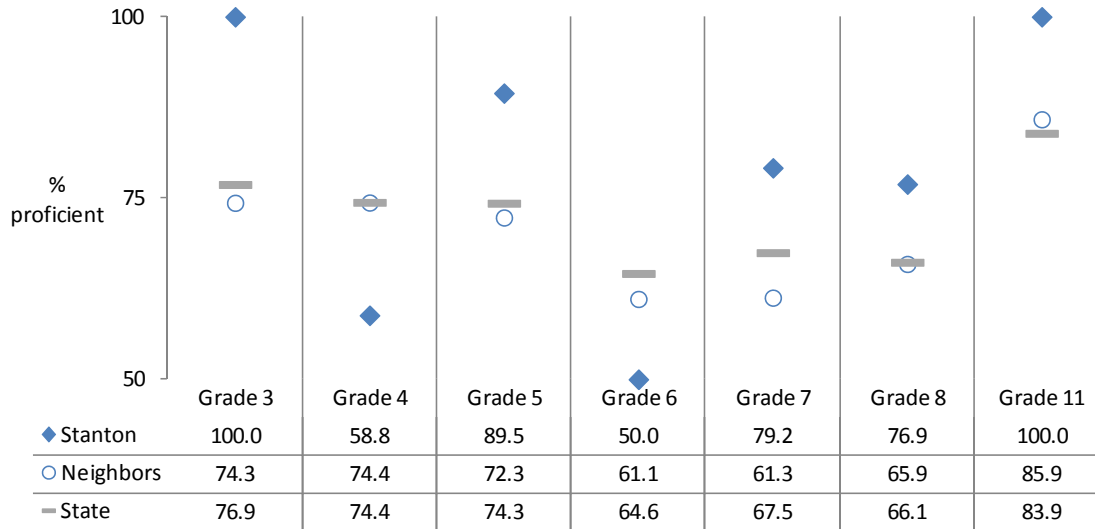 100
75
%
proficient
50
Grade 3 Grade 4 Grade 5 Grade 6 Grade 7 Grade 8 Grade 11
Stanton 100.0 58.8 89.5 50.0 79.2 76.9 100.0
Neighbors 74.3 74.4 72.3 61.1 61.3 65.9 85.9
State 76.9 74.4 74.3 64.6 67.5 66.1 83.9